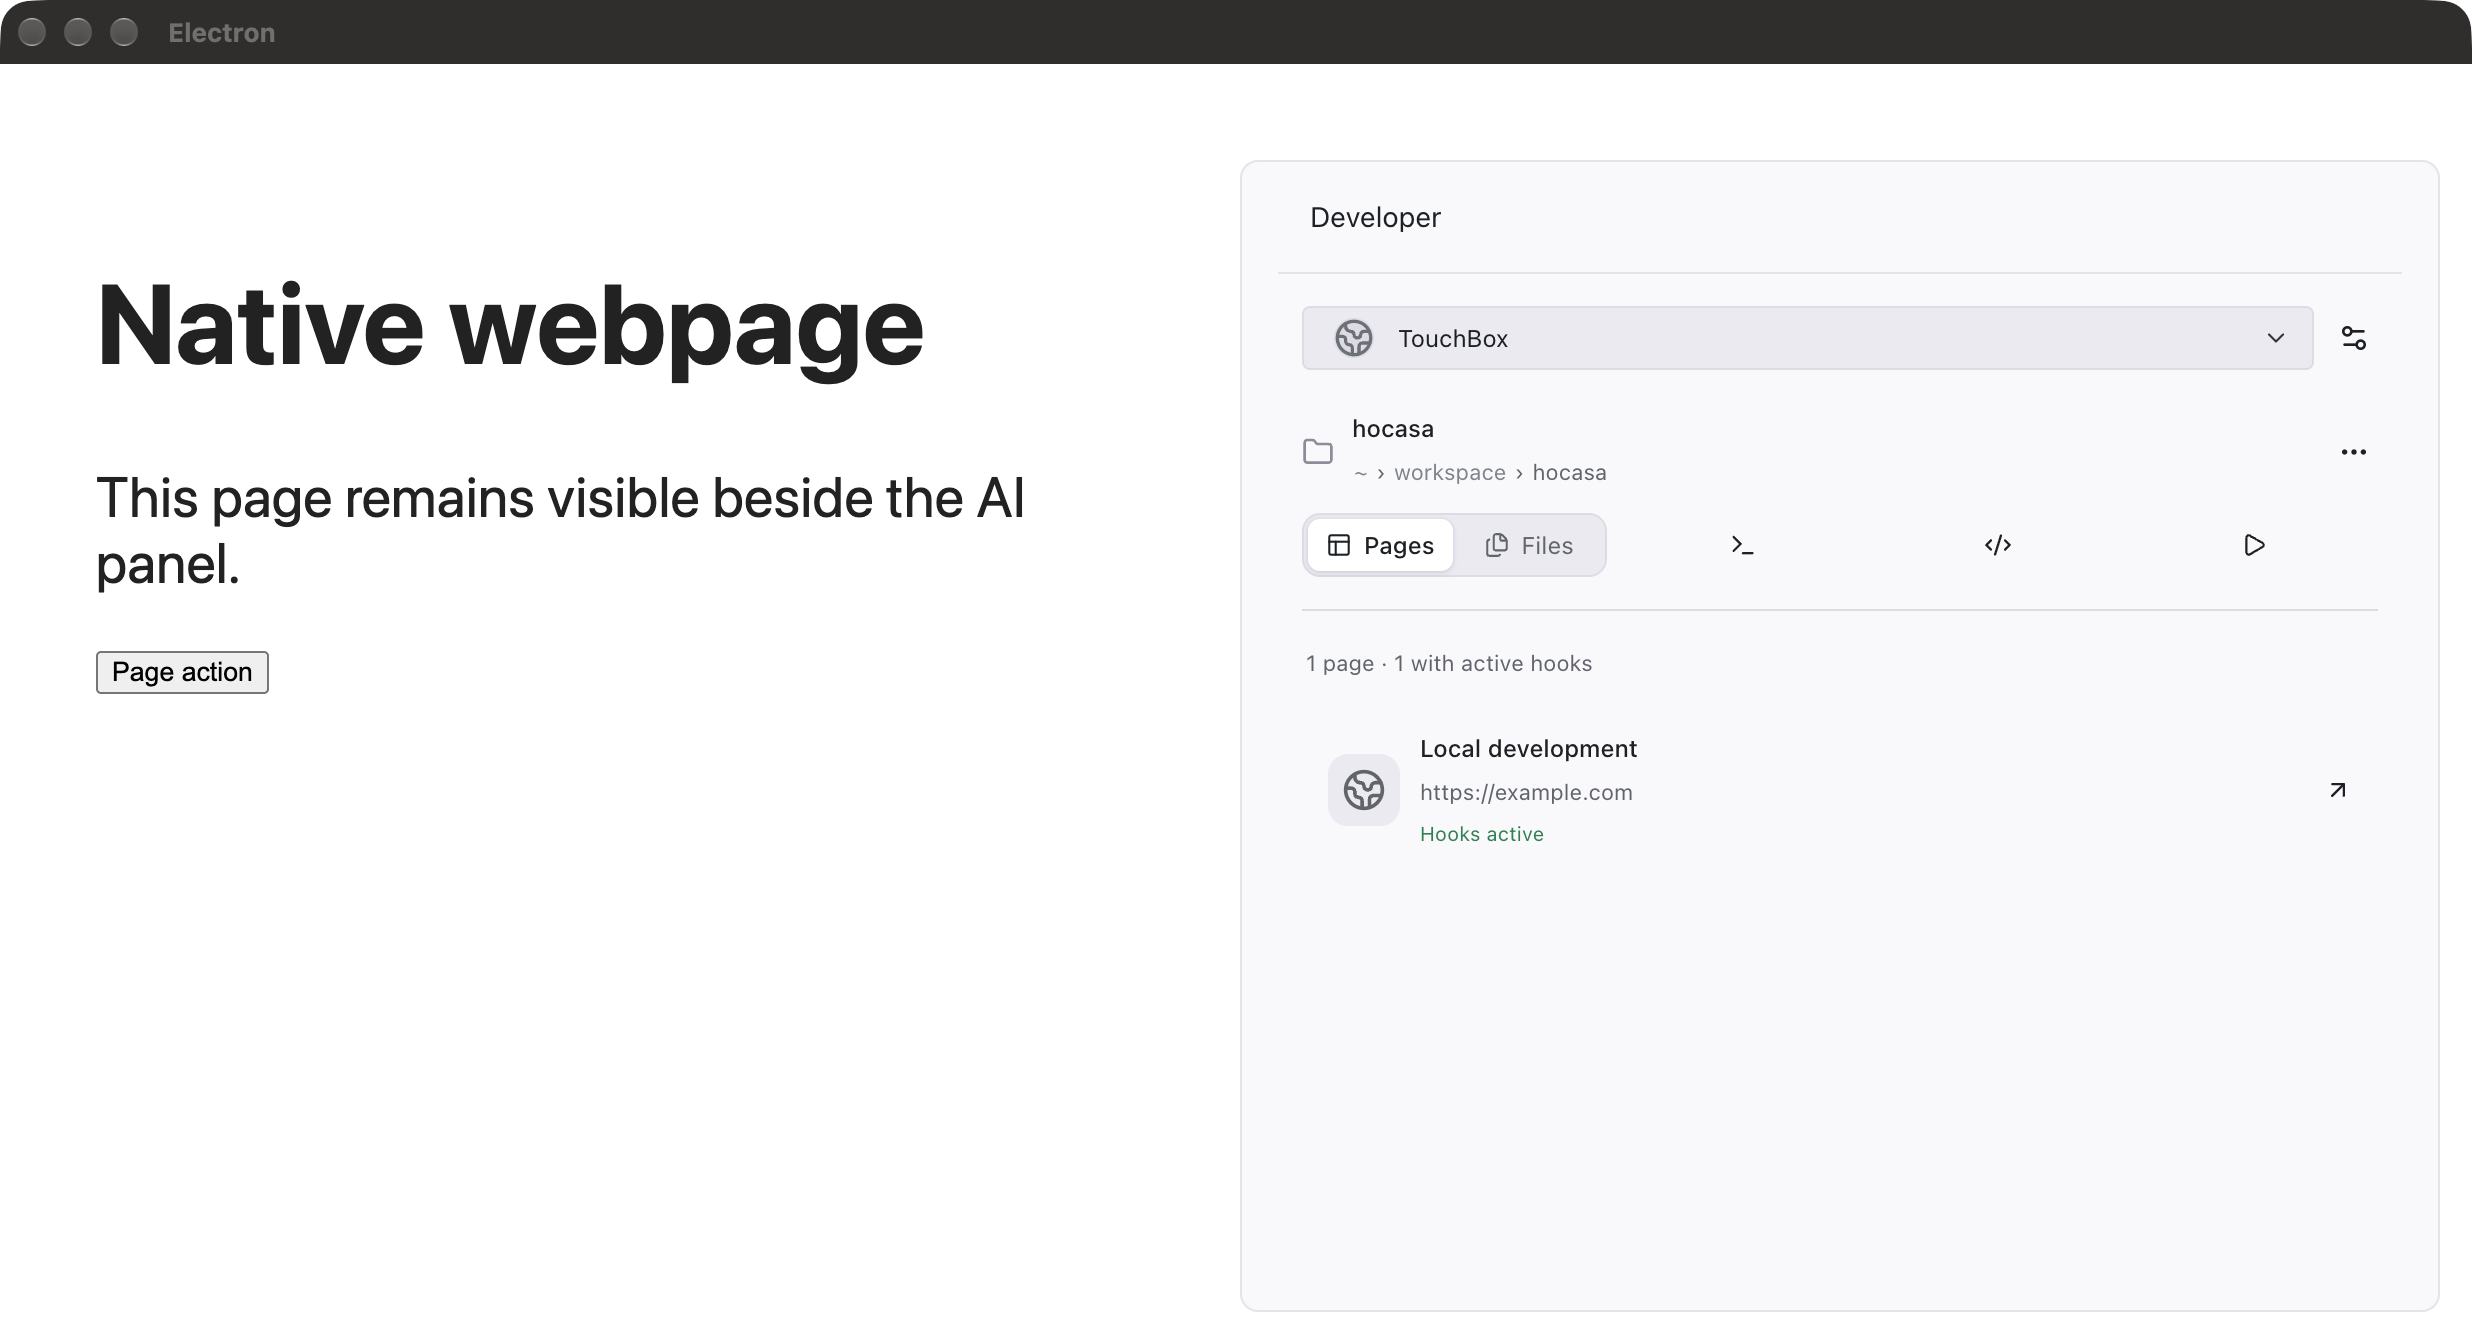 Electron
Native webpage
This page remains visible beside the AI
panel.
Page action
Developer
TouchBox
hocasa
~ › workspace › hocasa
Pages Files
1 page · 1 with active hooks
Local development
https://example.com
Hooks active